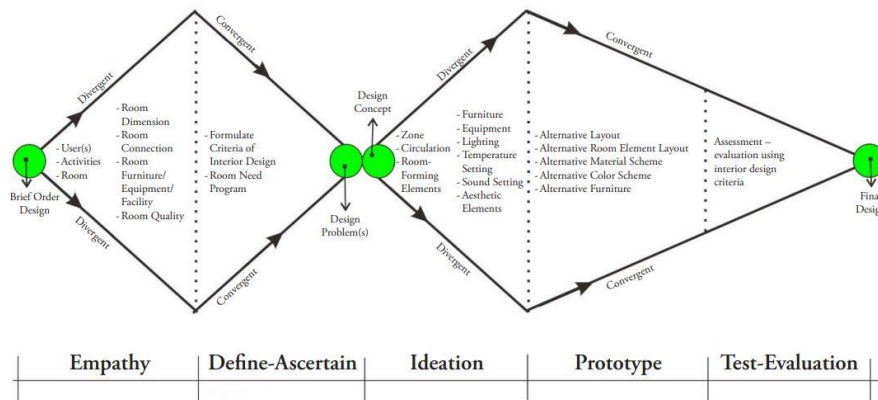 Divergent
Convergent
Divergent
Convergent
Design
Concept
- User(s)
- Activities
- Room
- Room
Dimension
- Room
Connection
- Room
Furniture/
Equipment/
Facility
- Room Quality
- Formulate
Criteria of
Interior Design
- Room Need
Program
- Zone
- Circulation
- Room-
Forming
Elements
- Furniture
- Equipment
- Lighting
- Temperature
Setting
- Sound Setting
- Aesthetic
Elements
- Alternative Layout
- Alternative Room Element Layout
- Alternative Material Scheme
- Alternative Color Scheme
- Alternative Furniture
Assessment –
evaluation using
interior design
criteria
Brief Order
Design
Design
Problem(s)
Fina
Desig
Divergent
Convergent
Divergent
Convergent
Empathy
Define-Ascertain
Ideation
Prototype
Test-Evaluation